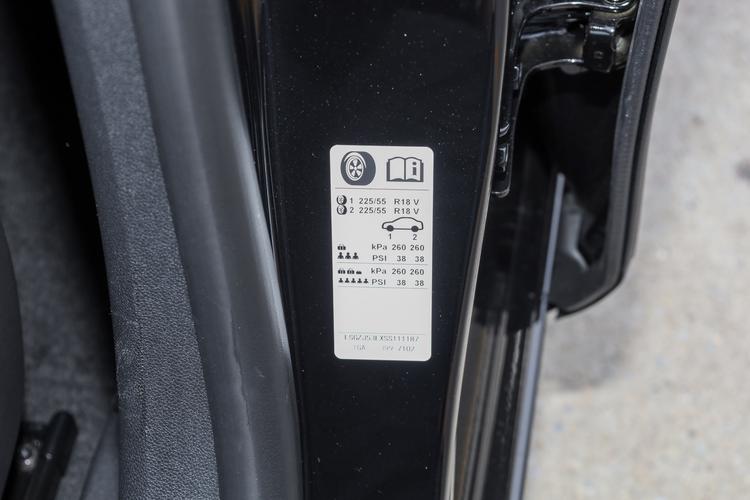 1 225/55 R18 V
2 225/55 R18 V
1 2
kPa 260 260
PSI 38 38
kPa 260 260
PSI 38 38